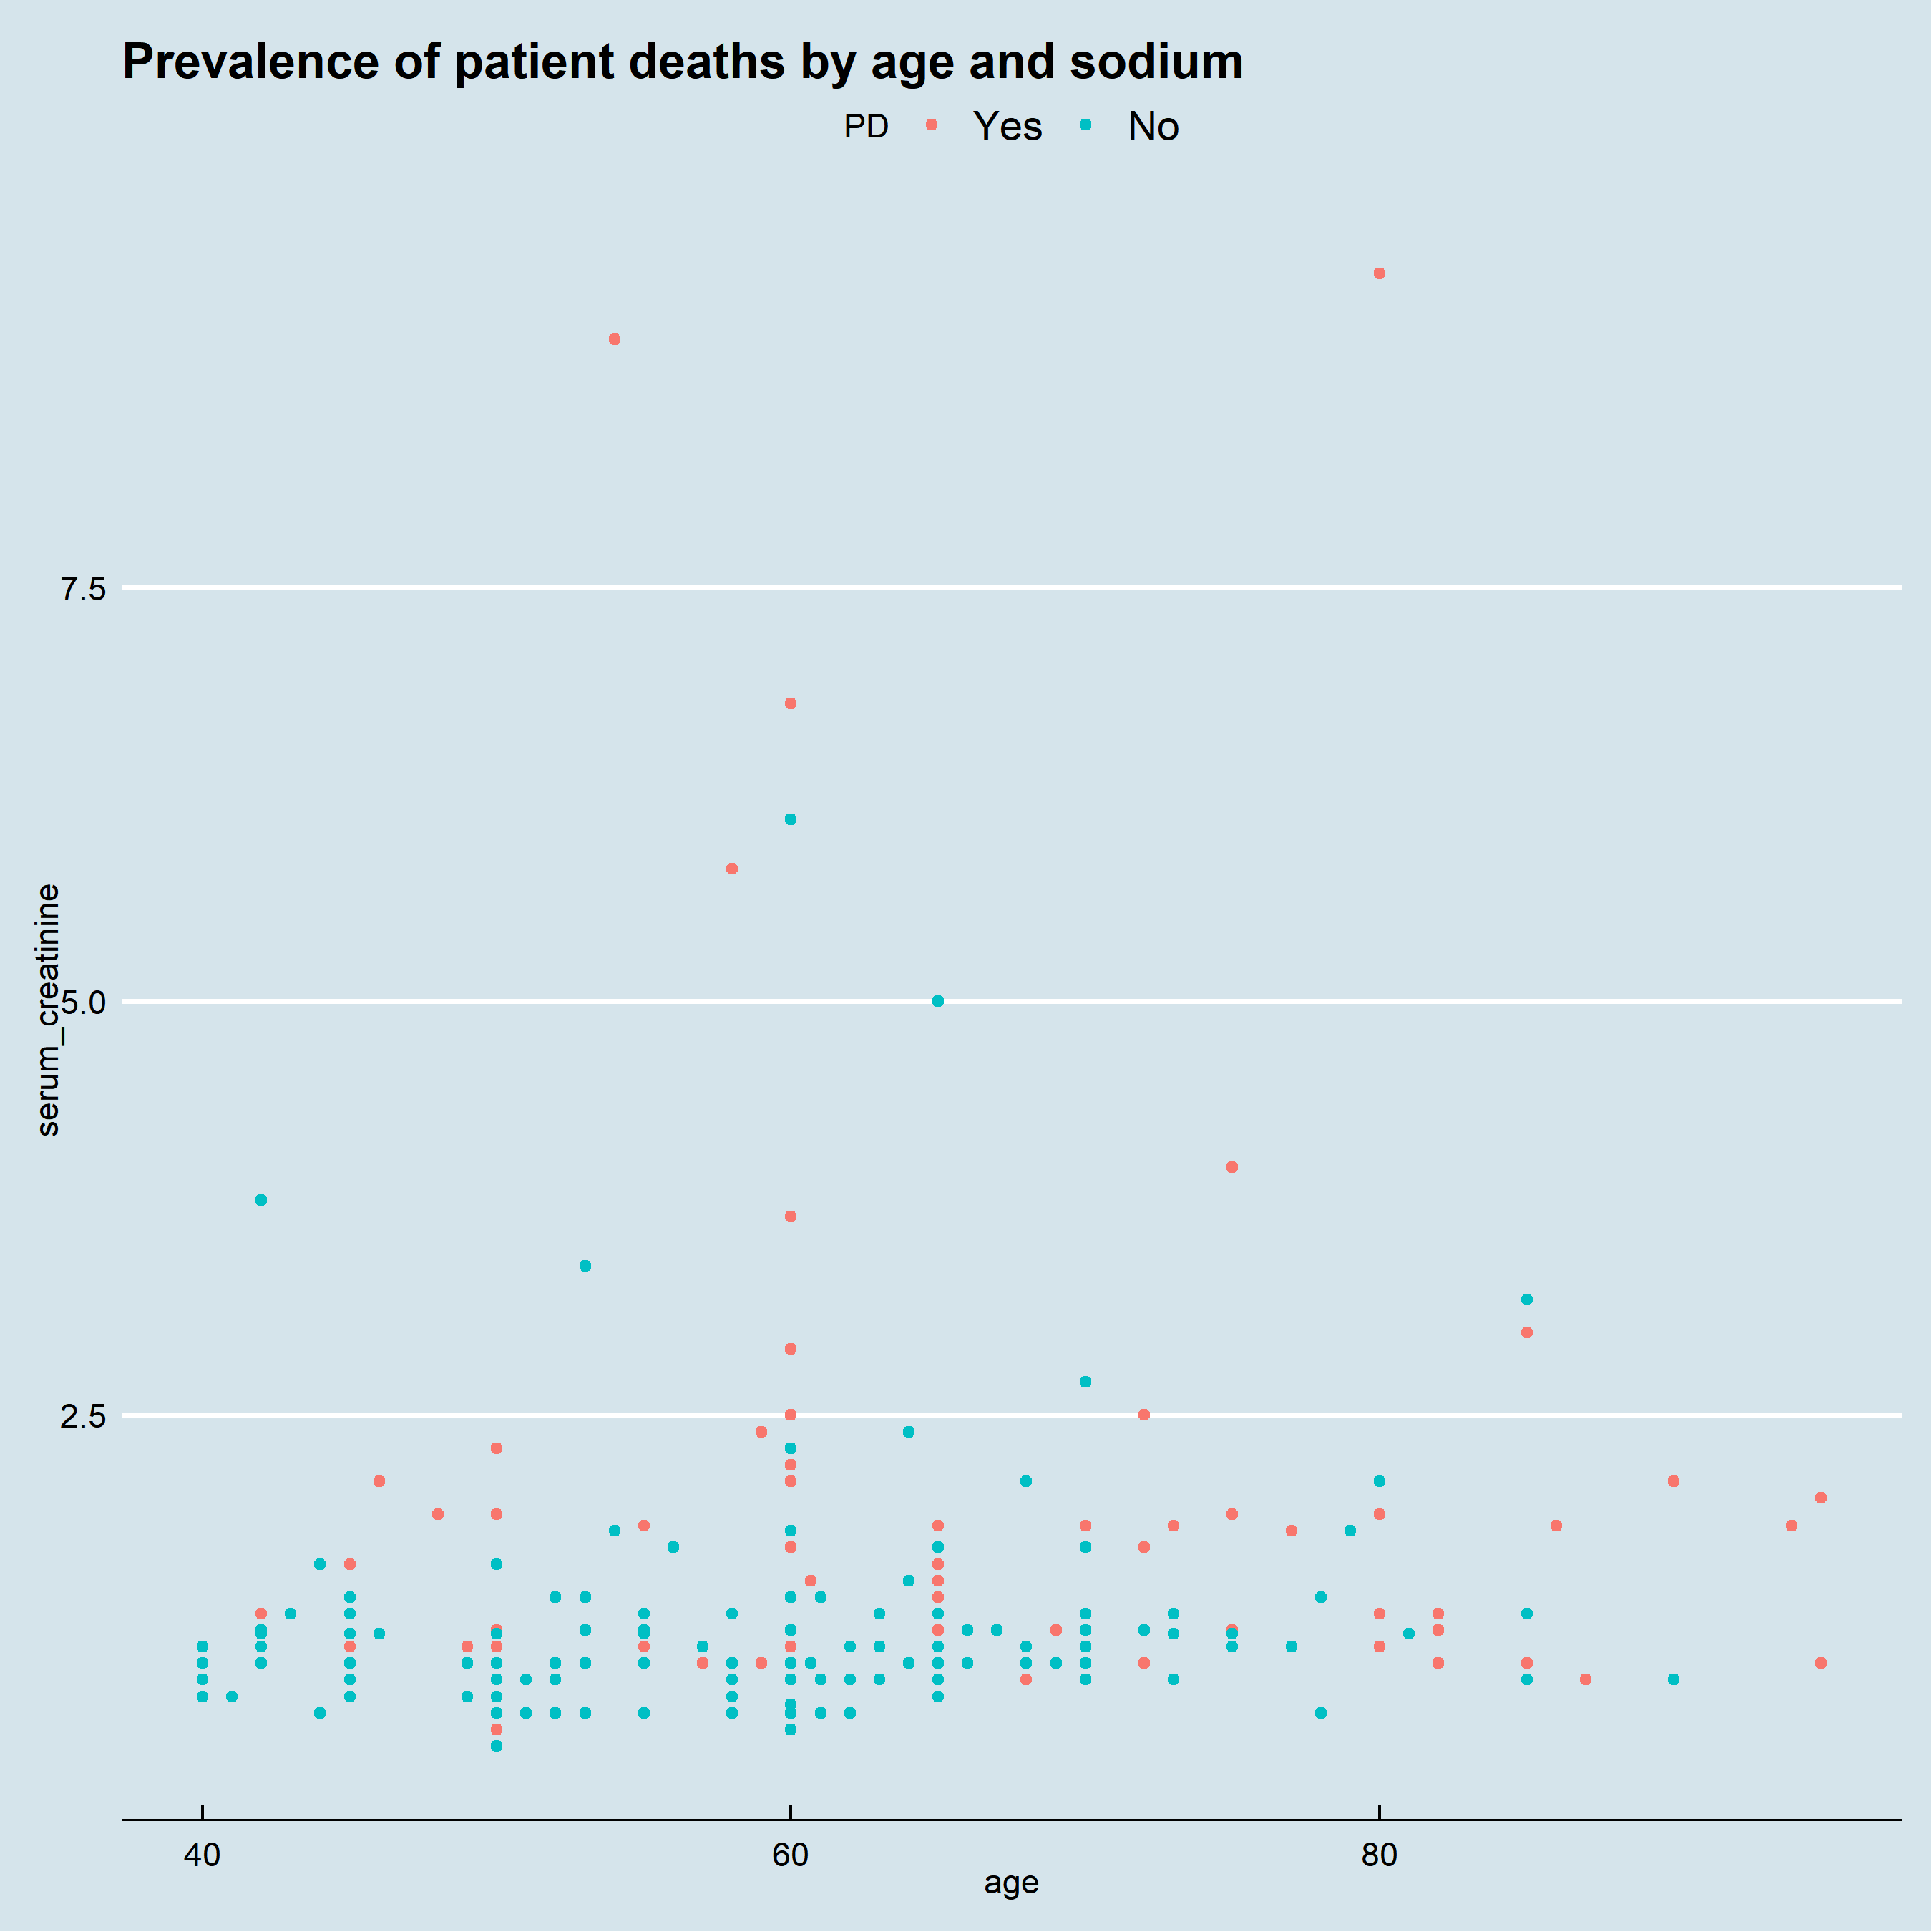 Prevalence of patient deaths by age and sodium
PD Yes No
7.5
5.0
2.5
serum_creatinine
40 60 80
age